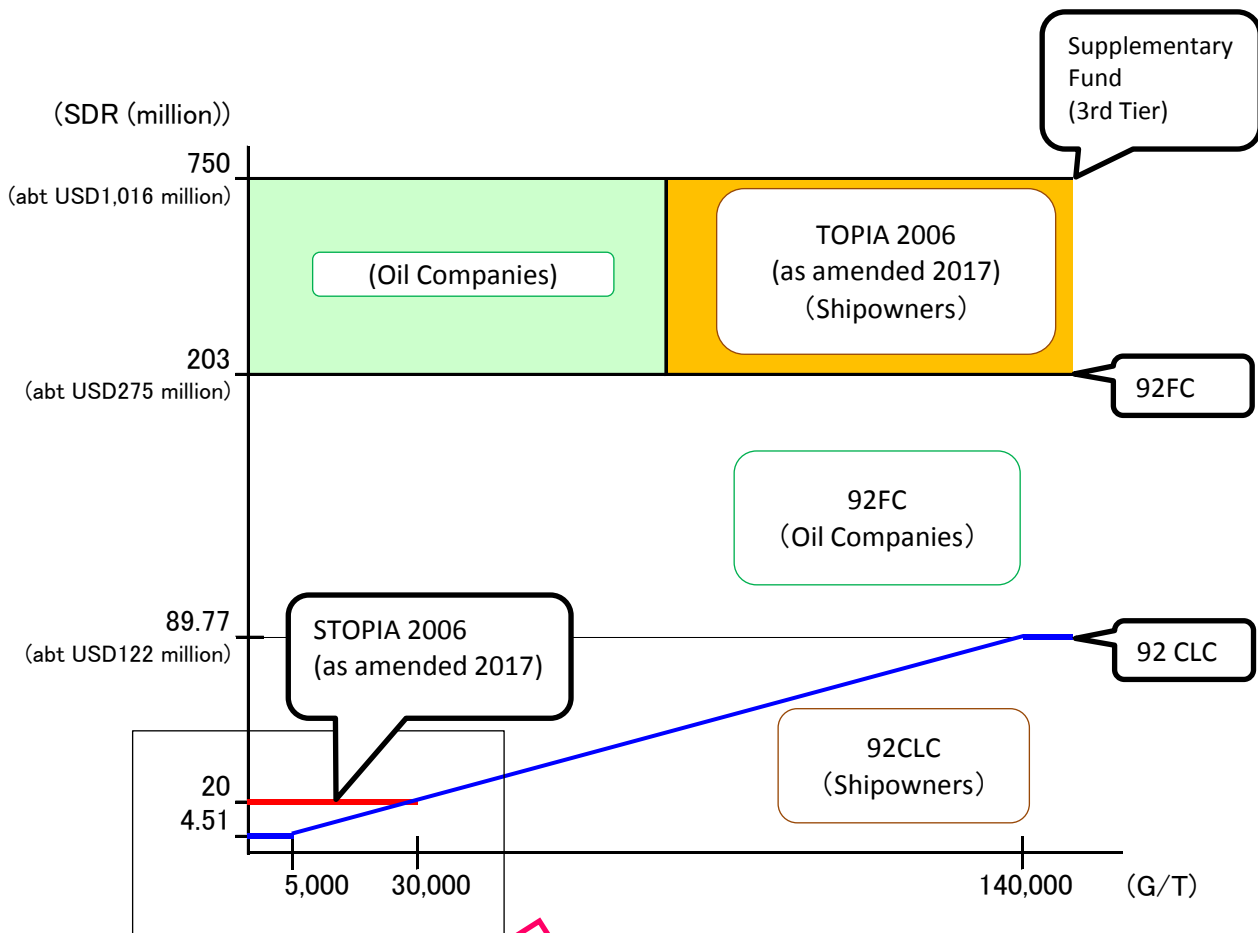 Supplementary
Fund
(3rd Tier)
(SDR (million))
750
(abt USD1,016 million)
TOPIA 2006
(as amended 2017)
（Shipowners）
(Oil Companies)
203
(abt USD275 million)
92FC
92FC
（Oil Companies）
89.77
(abt USD122 million)
STOPIA 2006
(as amended 2017)
92 CLC
92CLC
（Shipowners）
20
4.51
5,000
30,000
140,000
(G/T)